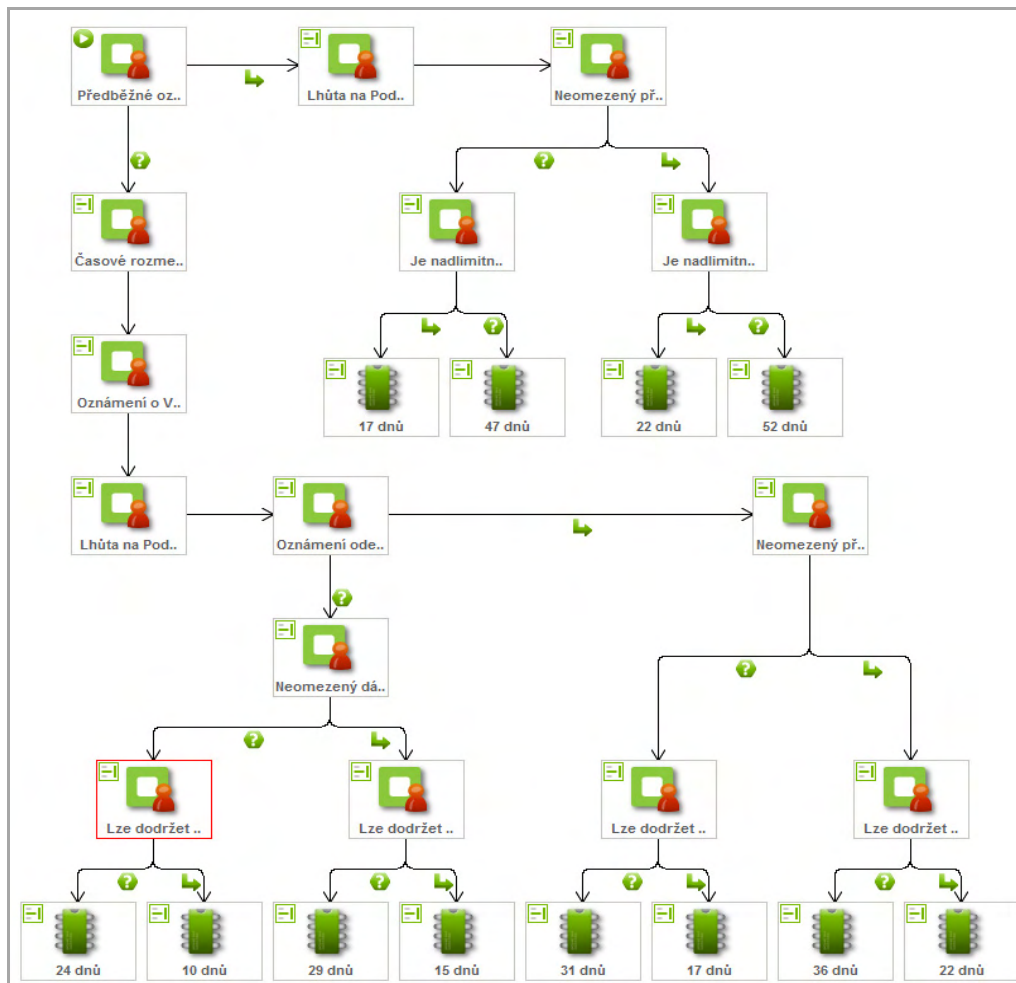 Předběžné oz..
Lhůta na Pod..
Neomezený př..
Časové rozme..
Je nadlimitn..
Je nadlimitn..
Oznámení o V..
17 dnů
47 dnů
22 dnů
52 dnů
Lhůta na Pod..
Oznámení ode..
Neomezený př..
Neomezený dá..
Lze dodržet ..
Lze dodržet ..
Lze dodržet ..
Lze dodržet ..
24 dnů
10 dnů
29 dnů
15 dnů
31 dnů
17 dnů
36 dnů
22 dnů